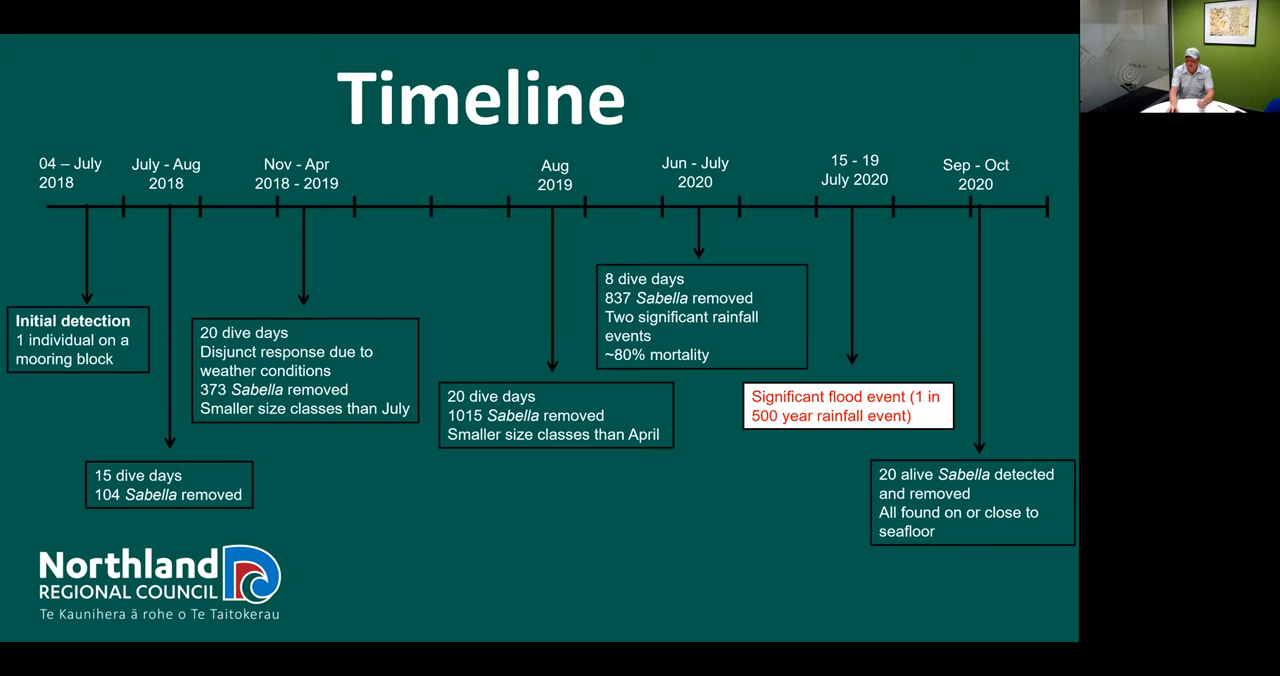 Timeline
04 – July
2018
July - Aug
2018
Nov - Apr
2018 - 2019
Aug
2019
Jun - July
2020
15 - 19
July 2020
Sep - Oct
2020
Initial detection
1 individual on a
mooring block
15 dive days
104 Sabella removed
20 dive days
Disjunct response due to
weather conditions
373 Sabella removed
Smaller size classes than July
20 dive days
1015 Sabella removed
Smaller size classes than April
8 dive days
837 Sabella removed
Two significant rainfall
events
~80% mortality
Significant flood event (1 in
500 year rainfall event)
20 alive Sabella detected
and removed
All found on or close to
seafloor
Northland
REGIONAL COUNCIL
Te Kaunihera ā rohe o Te Taitokerau